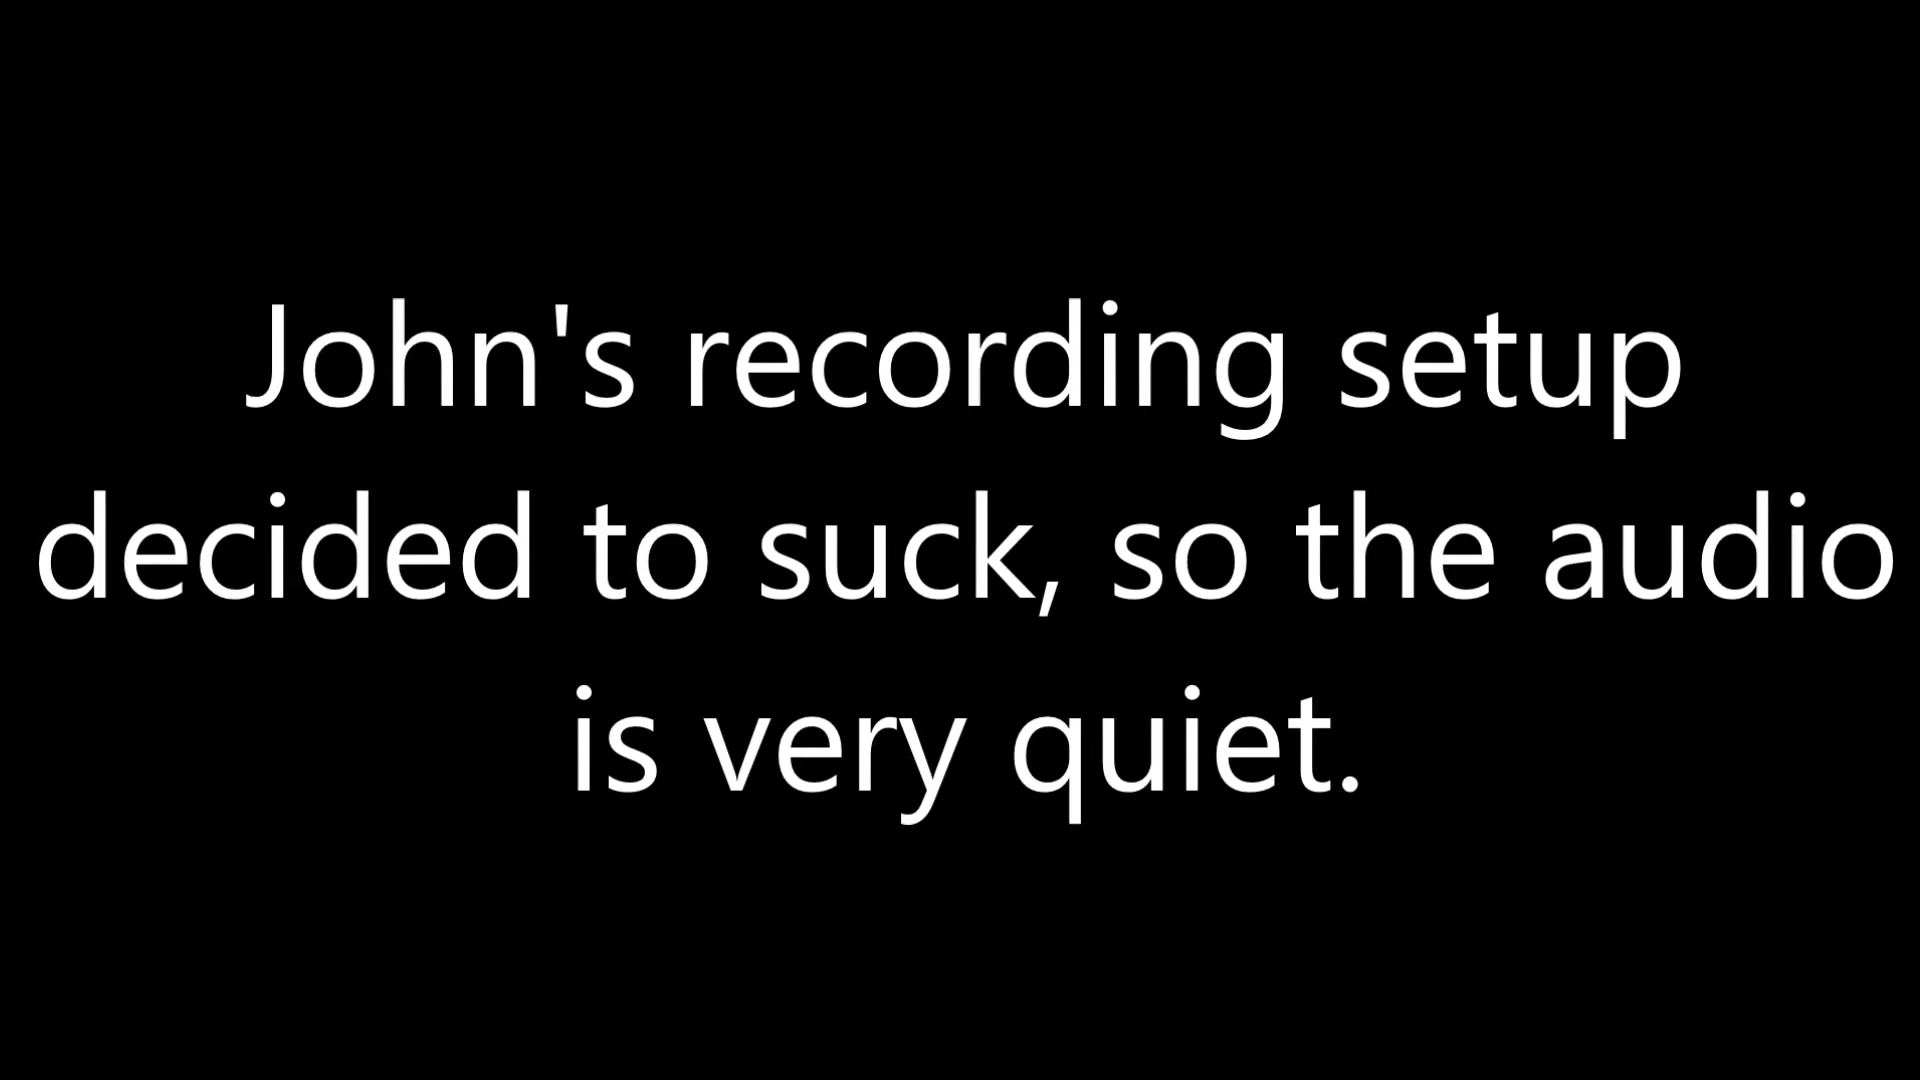 John's recording setup
decided to suck, so the audio
is very quiet.